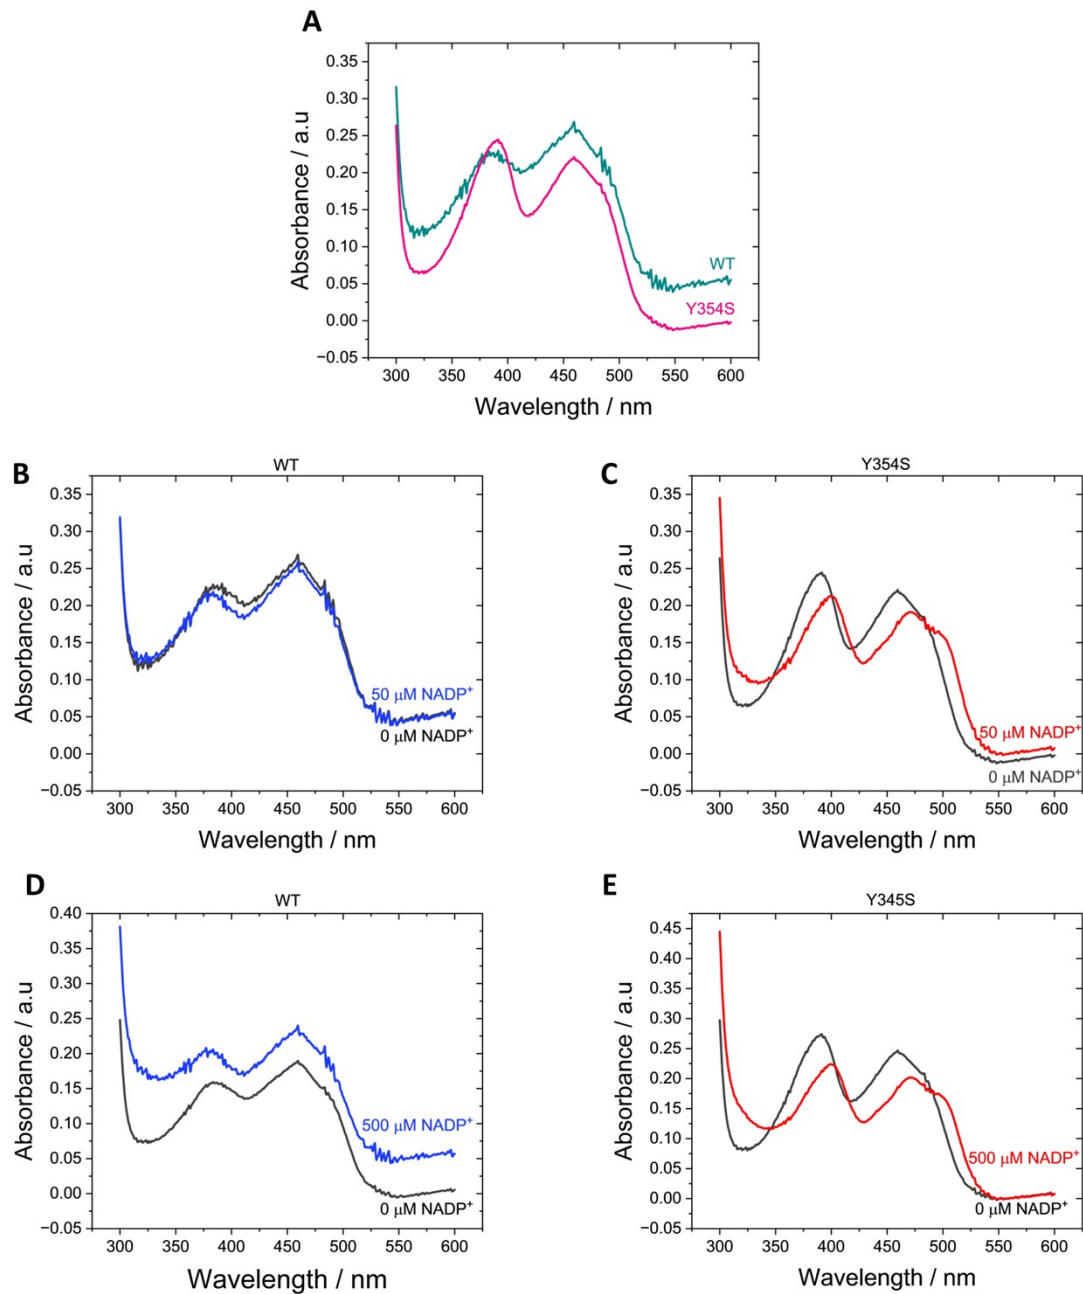 A
Absorbance / a.u
0.35
0.30
0.25
0.20
0.15
0.10
0.05
0.00
−0.05
WT
Y354S
300 350 400 450 500 550 600
Wavelength / nm
B
WT
Absorbance / a.u
0.35
0.30
0.25
0.20
0.15
0.10
0.05
0.00
−0.05
50 μM NADP⁺
0 μM NADP⁺
300 350 400 450 500 550 600
Wavelength / nm
C
Y354S
Absorbance / a.u
0.35
0.30
0.25
0.20
0.15
0.10
0.05
0.00
−0.05
50 μM NADP⁺
0 μM NADP⁺
300 350 400 450 500 550 600
Wavelength / nm
D
WT
Absorbance / a.u
0.40
0.35
0.30
0.25
0.20
0.15
0.10
0.05
0.00
−0.05
500 μM NADP⁺
0 μM NADP⁺
300 350 400 450 500 550 600
Wavelength / nm
E
Y345S
Absorbance / a.u
0.45
0.40
0.35
0.30
0.25
0.20
0.15
0.10
0.05
0.00
−0.05
500 μM NADP⁺
0 μM NADP⁺
300 350 400 450 500 550 600
Wavelength / nm